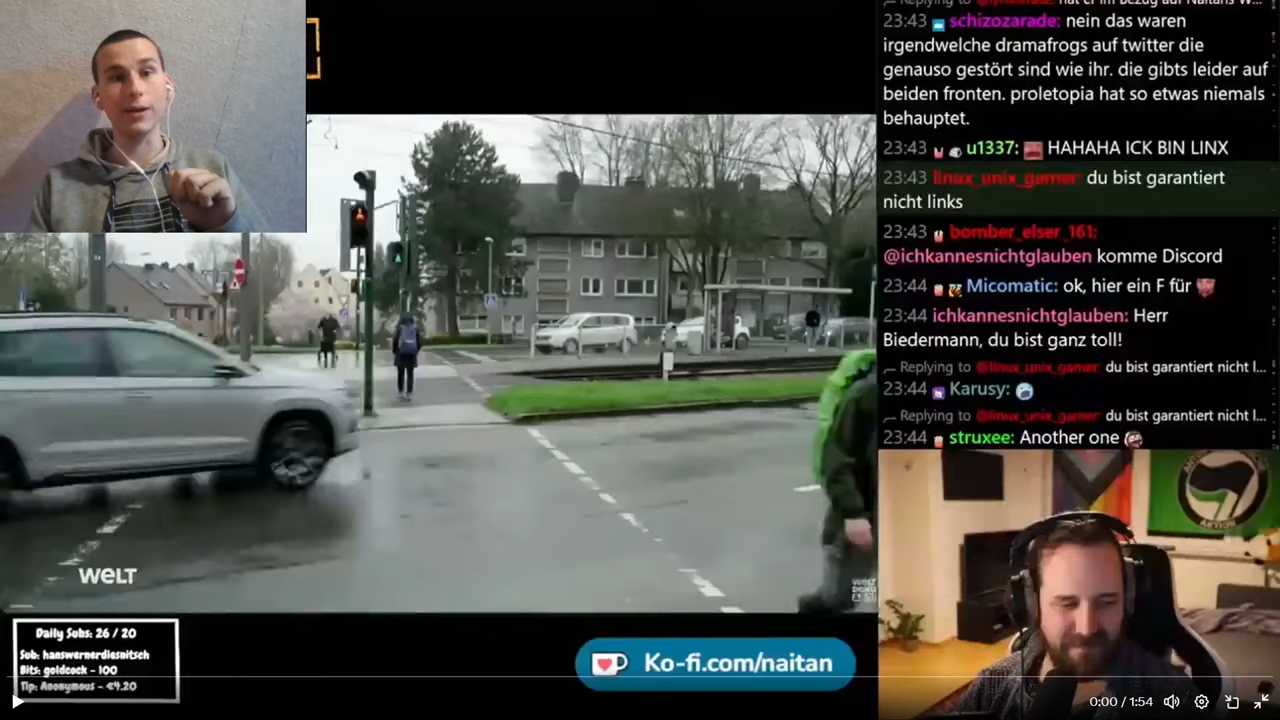 23:43 schizozarade: nein das waren
irgendwelche dramafrogs auf twitter die
genauso gestört sind wie ihr. die gibts leider auf
beiden fronten. proletopia hat so etwas niemals
behauptet.
23:43 u1337: HAHAHA ICK BIN LINX
23:43 linux_unix_gamer: du bist garantiert
nicht links
23:43 bomber_elser_161:
@ichkannesnichtglauben komme Discord
23:44 Micomatic: ok, hier ein F für
23:44 ichkannesnichtglauben: Herr
Biedermann, du bist ganz toll!
Replying to @linux_unix_gamer: du bist garantiert nicht l...
23:44 Karusy:
Replying to @linux_unix_gamer: du bist garantiert nicht l...
23:44 struxee: Another one
AKTION
WELT
WELT
Daily Subs: 26 / 20
Sub: hanswernerdiesnitsch
Bits: goldcock - 100
Tip: Anonymous - €4.20
Ko-fi.com/naitan
0:00 / 1:54